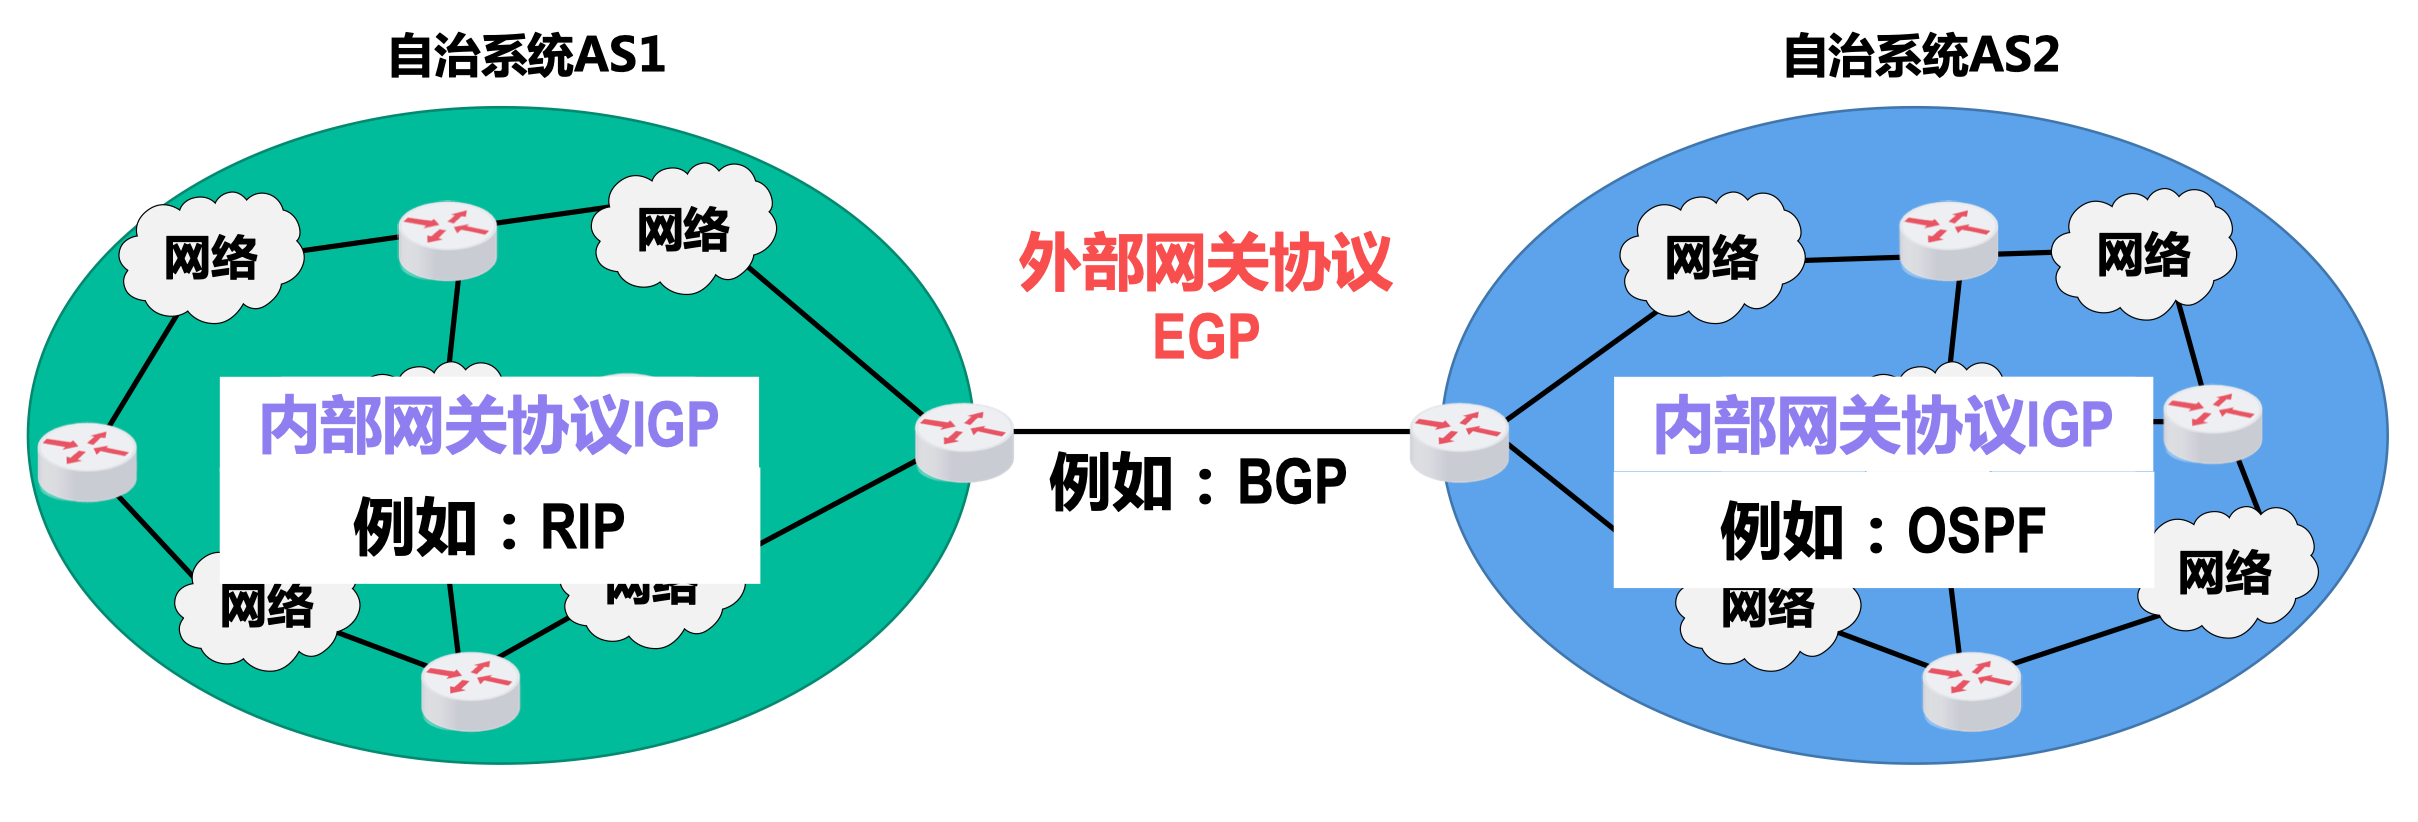 自治系统AS1
自治系统AS2
网络
网络
网络
网络
外部网关协议
EGP
内部网关协议IGP
内部网关协议IGP
例如：BGP
例如：RIP
例如：OSPF
网络
网络
网络
网络